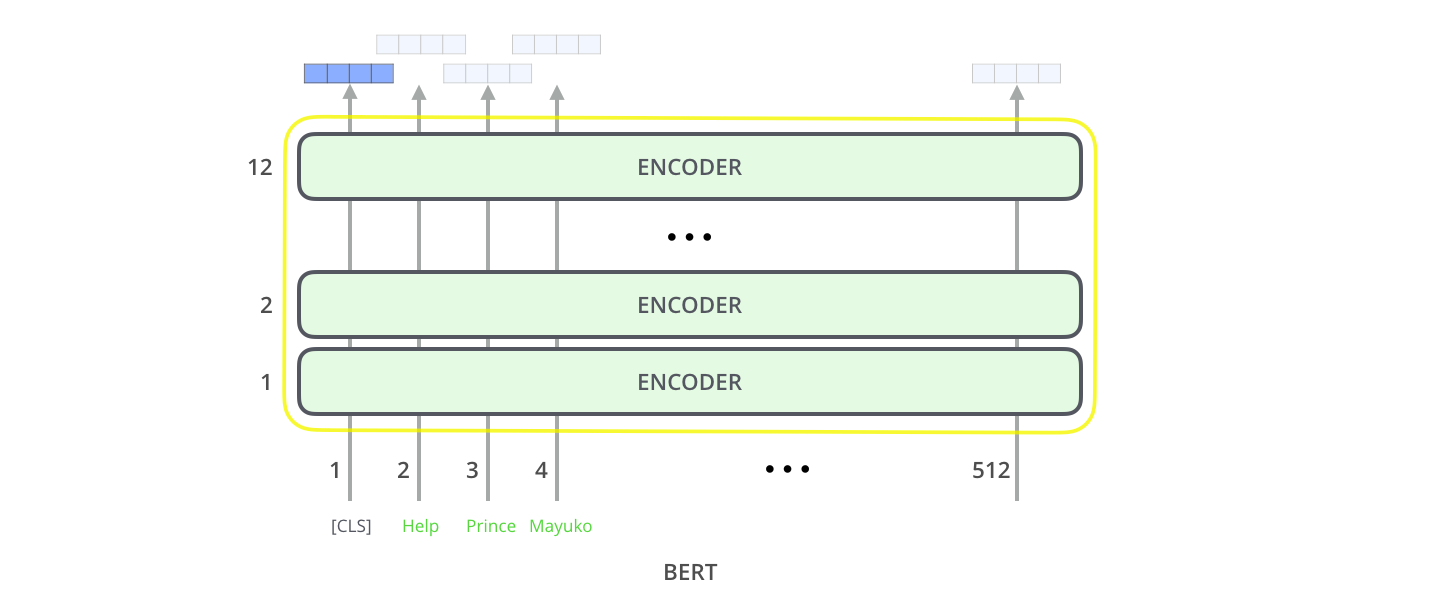 12 ENCODER
...
2 ENCODER
1 ENCODER
1 2 3 4 ... 512
[CLS] Help Prince Mayuko
BERT